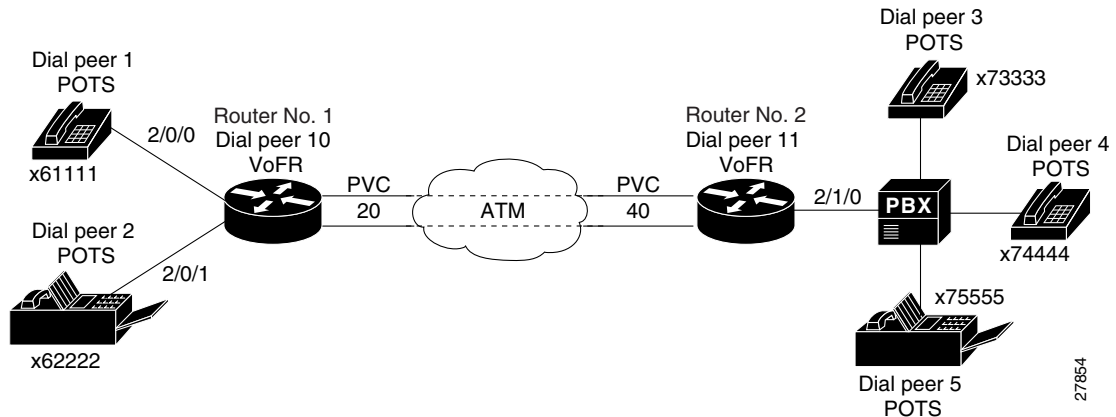 Dial peer 1
POTS
2/0/0
x61111
Dial peer 2
POTS
2/0/1
x62222
Router No. 1
Dial peer 10
VoFR
PVC
20
ATM
PVC
40
Router No. 2
Dial peer 11
VoFR
2/1/0
PBX
Dial peer 3
POTS
x73333
Dial peer 4
POTS
x74444
x75555
Dial peer 5
POTS
27854